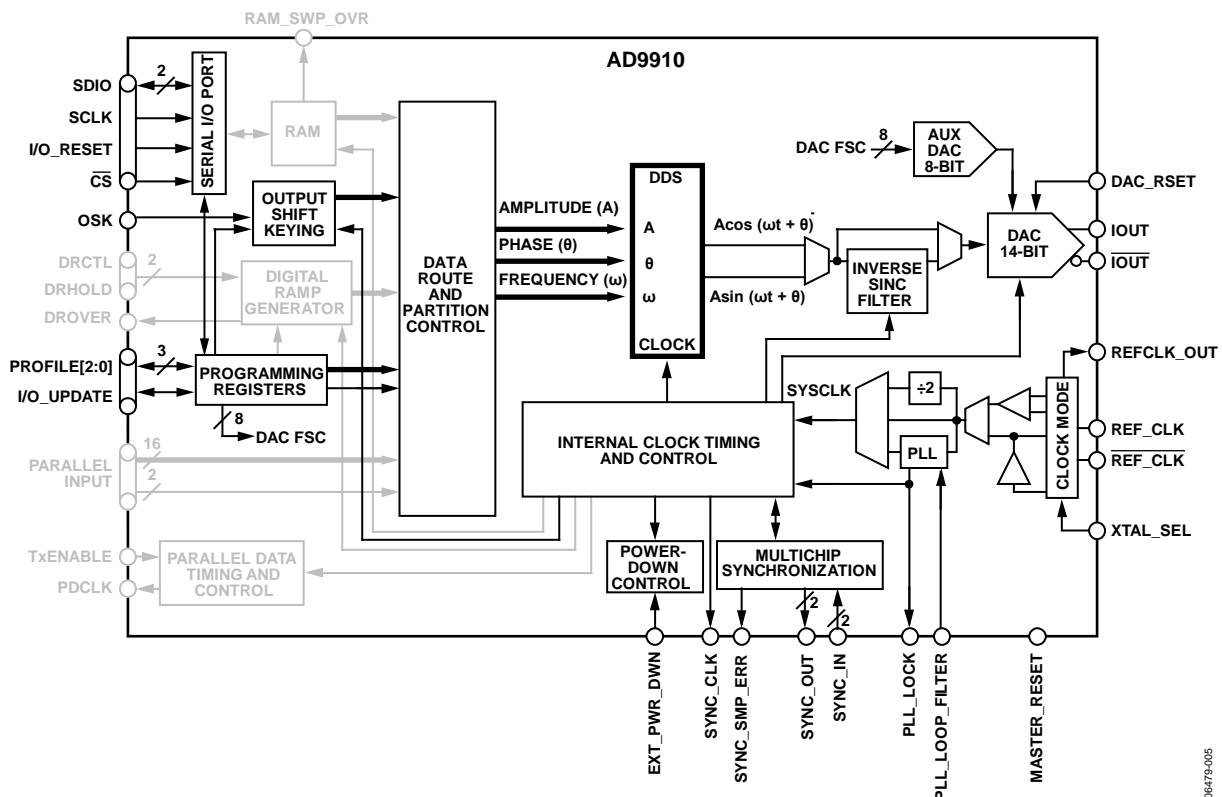 RAM_SWP_OVR
AD9910
SDIO
2
SCLK
I/O_RESET
CS
OSK
SERIAL I/O PORT
RAM
OUTPUT
SHIFT
KEYING
DRCTL
2
DRHOLD
DROVER
DIGITAL
RAMP
GENERATOR
PROFILE[2:0]
3
I/O_UPDATE
PROGRAMMING
REGISTERS
8
DAC FSC
PARALLEL
INPUT
16
2
TxENABLE
PDCLK
PARALLEL DATA
TIMING AND
CONTROL
DATA
ROUTE
AND
PARTITION
CONTROL
AMPLITUDE (A)
PHASE (θ)
FREQUENCY (ω)
DDS
A
θ
ω
CLOCK
Acos (ωt + θ)
Asin (ωt + θ)
DAC FSC
8
AUX
DAC
8-BIT
INVERSE
SINC
FILTER
DAC
14-BIT
DAC_RSET
IOUT
IOUT
REFCLK_OUT
SYSCLK
÷2
PLL
CLOCK MODE
REF_CLK
REF_CLK
XTAL_SEL
INTERNAL CLOCK TIMING
AND CONTROL
POWER-
DOWN
CONTROL
MULTICHIP
SYNCHRONIZATION
2
2
EXT_PWR_DWN
SYNC_CLK
SYNC_SMP_ERR
SYNC_OUT
SYNC_IN
PLL_LOCK
PLL_LOOP_FILTER
MASTER_RESET
06479-005